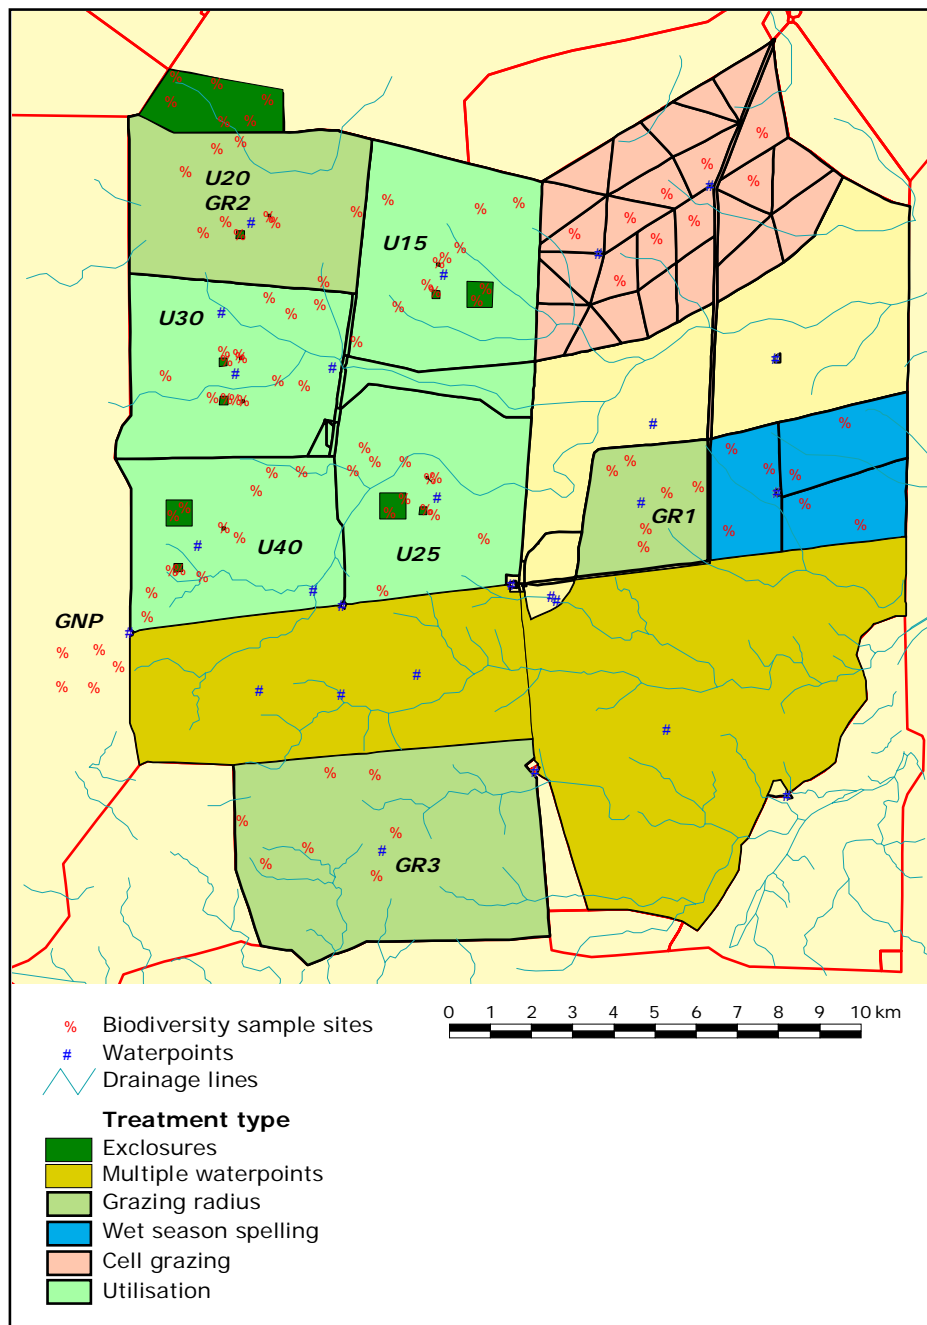 U20
GR2
U15
U30
GR1
U40
U25
GNP
GR3
0 1 2 3 4 5 6 7 8 9 10 km
% Biodiversity sample sites
# Waterpoints
Drainage lines
Treatment type
Exclosures
Multiple waterpoints
Grazing radius
Wet season spelling
Cell grazing
Utilisation